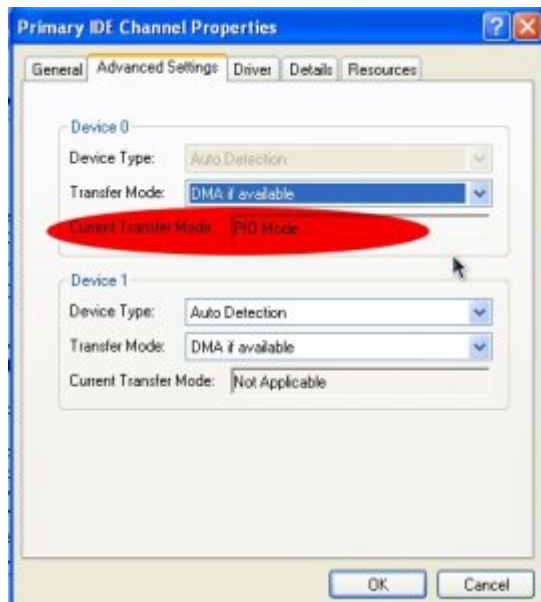 Primary IDE Channel Properties
General Advanced Settings Driver Details Resources
Device 0
Device Type: Auto Detection
Transfer Mode: DMA if available
Current Transfer Mode: PIO Mode
Device 1
Device Type: Auto Detection
Transfer Mode: DMA if available
Current Transfer Mode: Not Applicable
OK Cancel